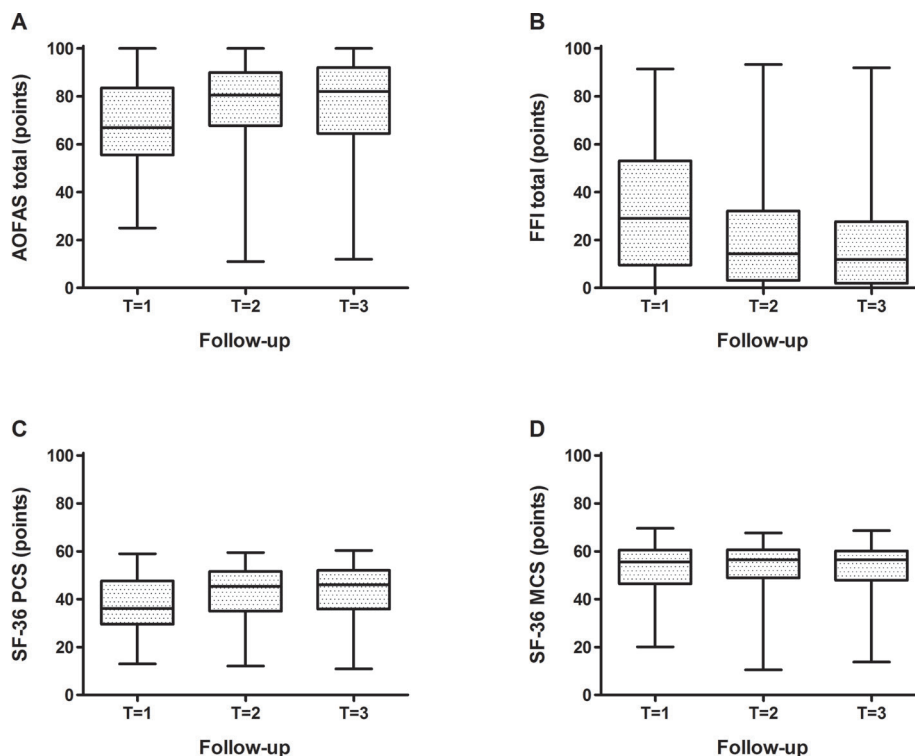 A
AOFAS total (points)
100
80
60
40
20
0
T=1 T=2 T=3
Follow-up
B
FFI total (points)
100
80
60
40
20
0
T=1 T=2 T=3
Follow-up
C
SF-36 PCS (points)
100
80
60
40
20
0
T=1 T=2 T=3
Follow-up
D
SF-36 MCS (points)
100
80
60
40
20
0
T=1 T=2 T=3
Follow-up